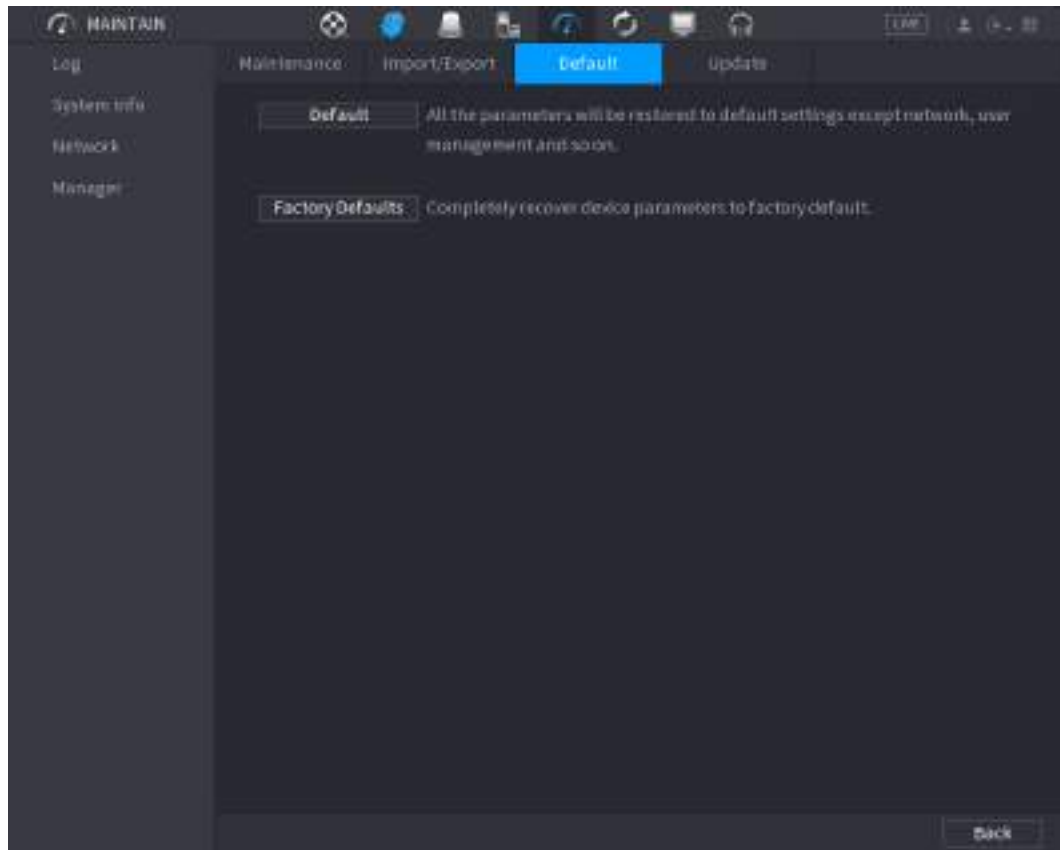 MAINTAIN
LIVE
Log
Maintenance
Import/Export
Default
Update
System Info
Network
Manager
Default
All the parameters will be restored to default settings except network, user
management and so on.
Factory Defaults
Completely recover device parameters to factory default.
Back